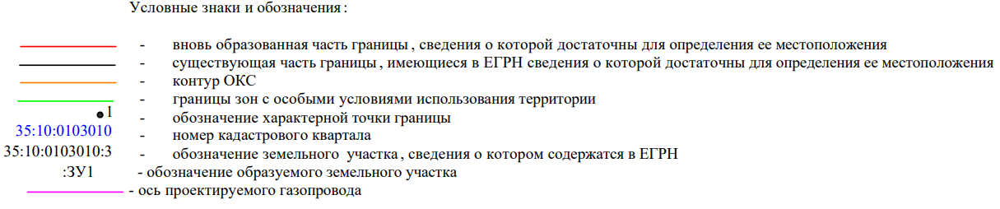 Условные знаки и обозначения:
- вновь образованная часть границы, сведения о которой достаточны для определения ее местоположения
- существующая часть границы, имеющиеся в ЕГРН сведения о которой достаточны для определения ее местоположения
- контур ОКС
- границы зон с особыми условиями использования территории
1 - обозначение характерной точки границы
35:10:0103010 - номер кадастрового квартала
35:10:0103010:3 - обозначение земельного участка, сведения о котором содержатся в ЕГРН
:ЗУ1 - обозначение образуемого земельного участка
- ось проектируемого газопровода